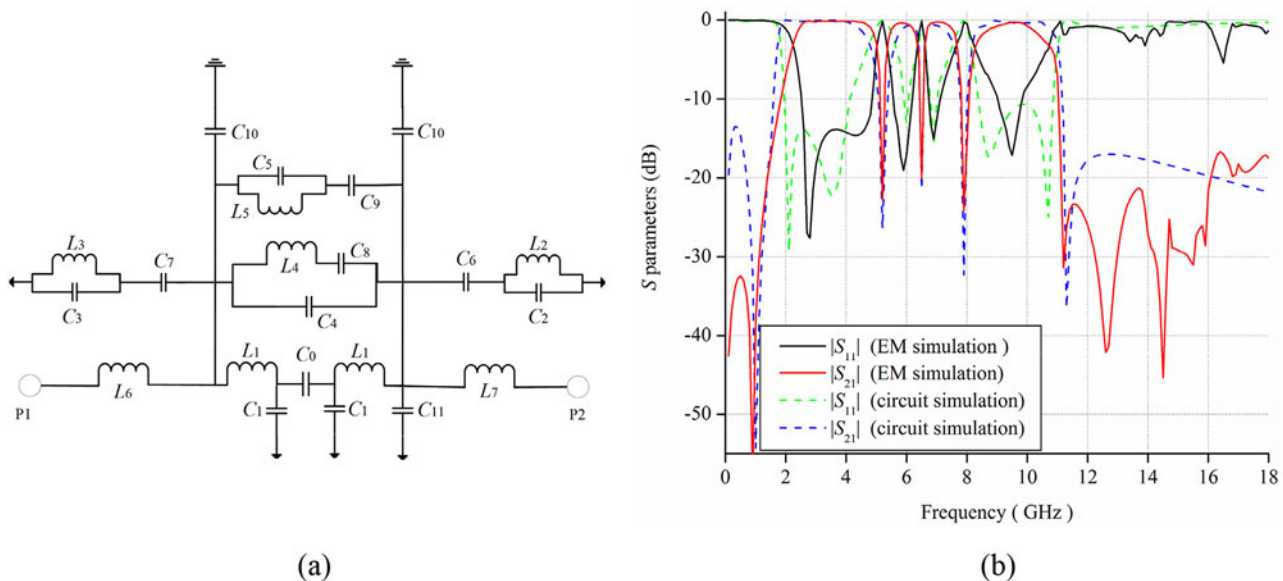 C10
C10
C5
C9
L5
L3
C7
C3
L4
C8
C4
C6
L2
C2
P1
L6
L1
C0
L1
C1
C1
C11
L7
P2
(a)
S parameters (dB)
0
-10
-20
-30
-40
-50
|S11| (EM simulation )
|S21| (EM simulation)
|S11| (circuit simulation)
|S21| (circuit simulation)
0 2 4 6 8 10 12 14 16 18
Frequency ( GHz )
(b)